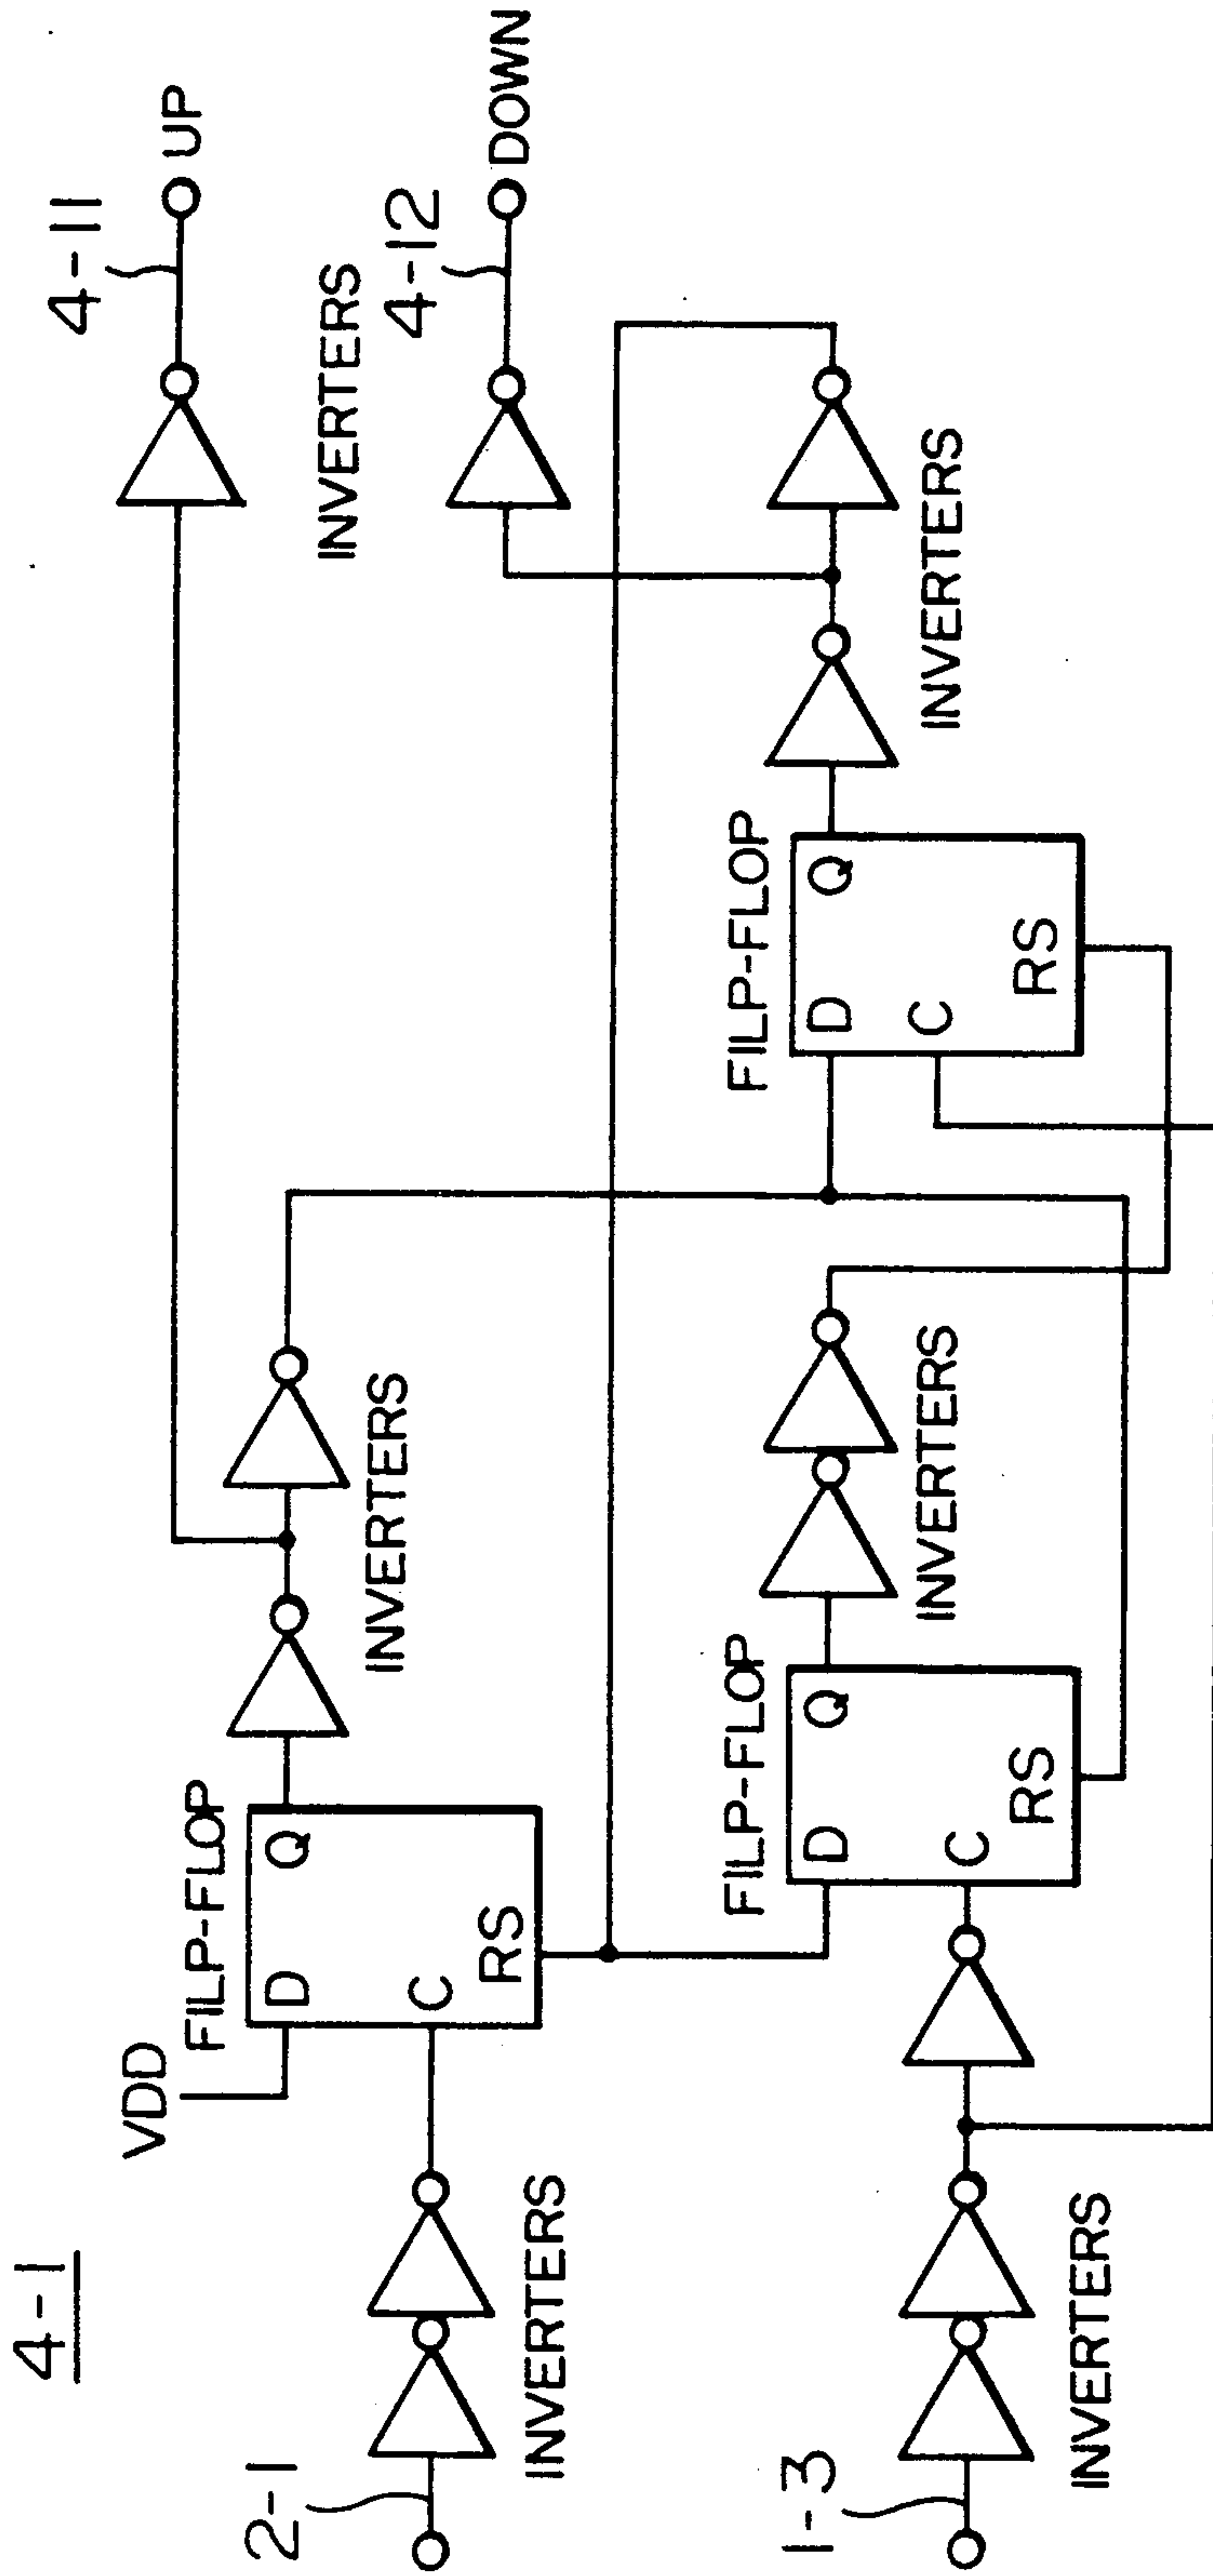 4-1
VDD
FILP-FLOP
D
Q
C
RS
2-1
INVERTERS
INVERTERS
4-11
UP
INVERTERS
4-12
DOWN
FILP-FLOP
D
Q
C
RS
1-3
INVERTERS
INVERTERS
FILP-FLOP
D
Q
C
RS
INVERTERS